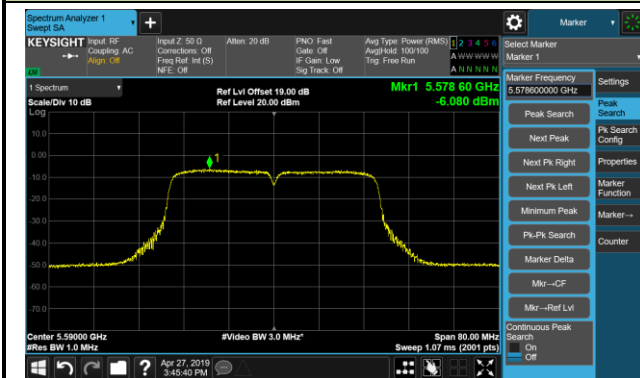 Spectrum Analyzer 1
Swept SA
+
Marker
KEYSIGHT
Input: RF
Coupling: AC
Align: Off
Input Z: 50 Ω
Corrections: Off
Freq Ref: Int (S)
NFE: Off
Atten: 20 dB
PNO: Fast
Gate: Off
IF Gain: Low
Sig Track: Off
Avg Type: Power (RMS)
Avg|Hold: 100/100
Trig: Free Run
1 2 3 4 5 6
A W W W W W
A N N N N N
Select Marker
Marker 1
1 Spectrum
Scale/Div 10 dB
Log
Ref Lvl Offset 19.00 dB
Ref Level 20.00 dBm
Mkr1 5.578 60 GHz
-6.080 dBm
10.0
0.00
-10.0
-20.0
-30.0
-40.0
-50.0
-60.0
-70.0
1
Center 5.59000 GHz
#Res BW 1.0 MHz
#Video BW 3.0 MHz*
Span 80.00 MHz
Sweep 1.07 ms (2001 pts)
Marker Frequency
5.578600000 GHz
Peak Search
Next Peak
Next Pk Right
Next Pk Left
Minimum Peak
Pk-Pk Search
Marker Delta
Mkr→CF
Mkr→Ref Lvl
Continuous Peak
Search
On
Off
Settings
Peak
Search
Pk Search
Config
Properties
Marker
Function
Marker→
Counter
?
Apr 27, 2019
3:45:40 PM